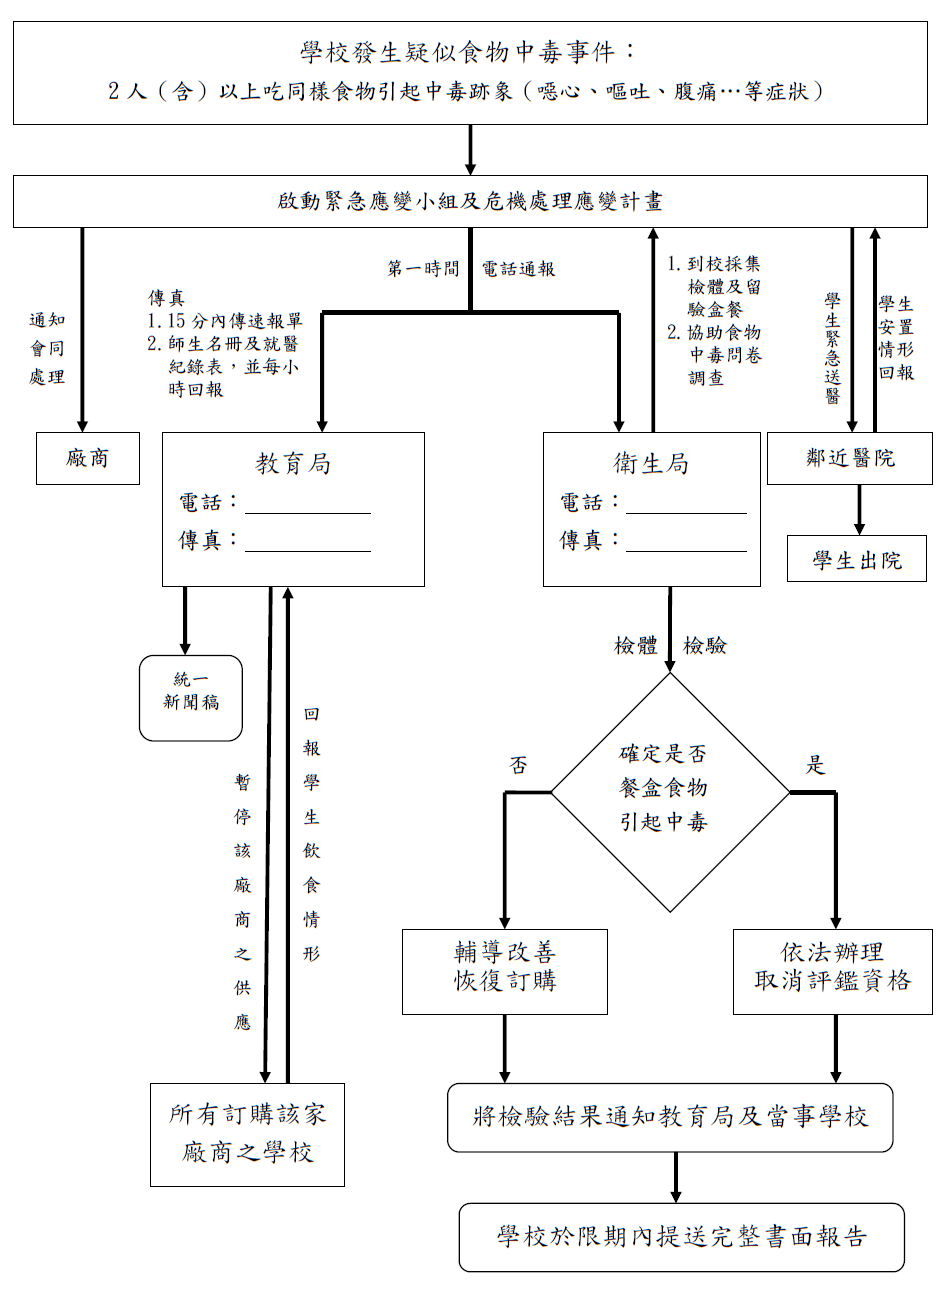 學校發生疑似食物中毒事件：
2人（含）以上吃同樣食物引起中毒跡象（噁心、嘔吐、腹痛…等症狀）
啟動緊急應變小組及危機處理應變計畫
通知
會同
處理
傳真
1. 15分內傳速報單
2. 師生名冊及就醫
紀錄表，並每小
時回報
第一時間 電話通報
1. 到校採集
檢體及留
驗盒餐
2. 協助食物
中毒問卷
調查
學生緊急送醫
學生
安置
情形
回報
廠商
教育局
電話：
傳真：
衛生局
電話：
傳真：
鄰近醫院
學生出院
統一
新聞稿
暫停該廠商之供應
回報學生飲食情形
檢體 檢驗
確定是否
餐盒食物
引起中毒
否
是
輔導改善
恢復訂購
依法辦理
取消評鑑資格
所有訂購該家
廠商之學校
將檢驗結果通知教育局及當事學校
學校於限期內提送完整書面報告